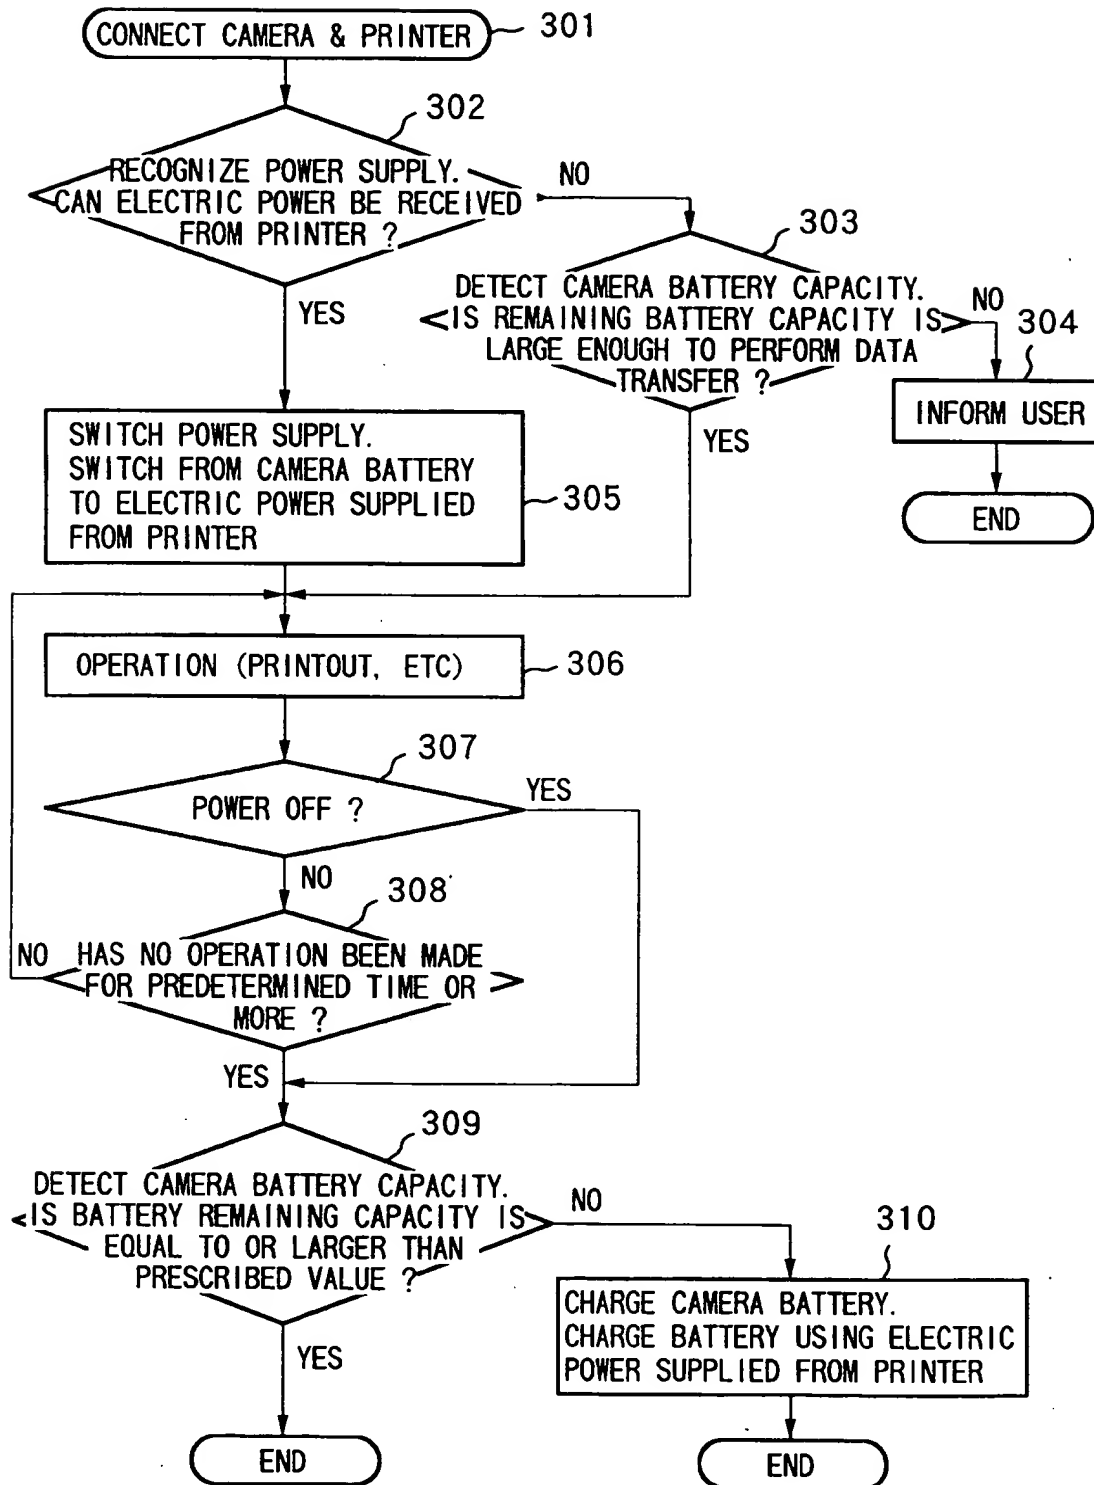 CONNECT CAMERA & PRINTER
301
302
RECOGNIZE POWER SUPPLY.
CAN ELECTRIC POWER BE RECEIVED
FROM PRINTER ?
NO
YES
303
DETECT CAMERA BATTERY CAPACITY.
IS REMAINING BATTERY CAPACITY IS
LARGE ENOUGH TO PERFORM DATA
TRANSFER ?
NO
YES
304
INFORM USER
END
SWITCH POWER SUPPLY.
SWITCH FROM CAMERA BATTERY
TO ELECTRIC POWER SUPPLIED
FROM PRINTER
305
OPERATION (PRINTOUT, ETC)
306
307
POWER OFF ?
YES
NO
308
HAS NO OPERATION BEEN MADE
FOR PREDETERMINED TIME OR
MORE ?
NO
YES
309
DETECT CAMERA BATTERY CAPACITY.
IS BATTERY REMAINING CAPACITY IS
EQUAL TO OR LARGER THAN
PRESCRIBED VALUE ?
NO
YES
310
CHARGE CAMERA BATTERY.
CHARGE BATTERY USING ELECTRIC
POWER SUPPLIED FROM PRINTER
END
END